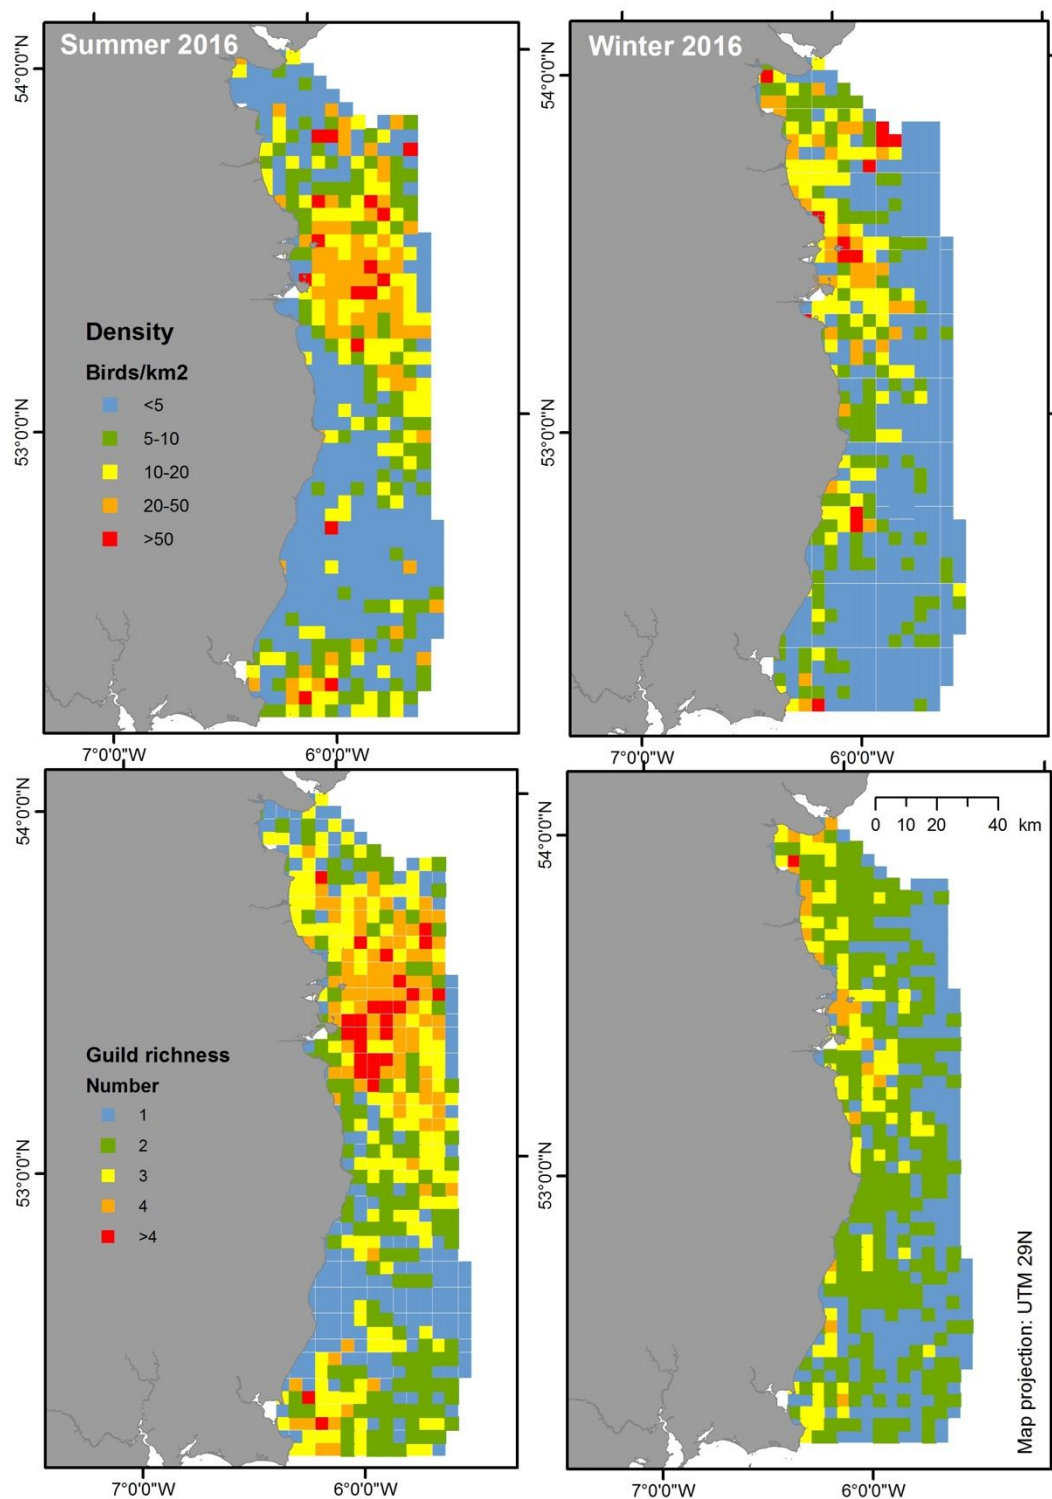 Summer 2016
Winter 2016
54°0'0"N
54°0'0"N
Density
Birds/km2
<5
5-10
10-20
20-50
>50
53°0'0"N
53°0'0"N
7°0'0"W
6°0'0"W
7°0'0"W
6°0'0"W
0 10 20 40 km
54°0'0"N
54°0'0"N
Guild richness
Number
1
2
3
4
>4
53°0'0"N
53°0'0"N
Map projection: UTM 29N
7°0'0"W
6°0'0"W
7°0'0"W
6°0'0"W